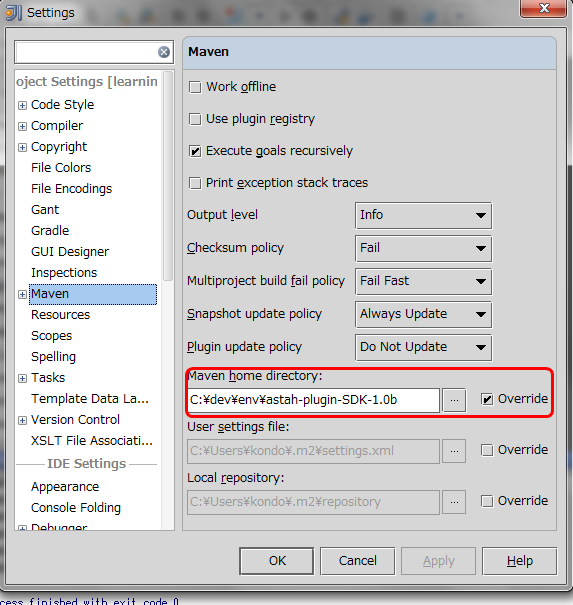 Settings
oject Settings [learnin
Code Style
Compiler
Copyright
File Colors
File Encodings
Gant
Gradle
GUI Designer
Inspections
Maven
Resources
Scopes
Spelling
Tasks
Template Data La...
Version Control
XSLT File Associati...
IDE Settings
Appearance
Console Folding
Debugger
Maven
Work offline
Use plugin registry
Execute goals recursively
Print exception stack traces
Output level Info
Checksum policy Fail
Multiproject build fail policy Fail Fast
Snapshot update policy Always Update
Plugin update policy Do Not Update
Maven home directory:
C:¥dev¥env¥astah-plugin-SDK-1.0b ... Override
User settings file:
C:¥Users¥kondo¥.m2¥settings.xml ... Override
Local repository:
C:¥Users¥kondo¥.m2¥repository ... Override
OK Cancel Apply Help
cess finished with exit code 0